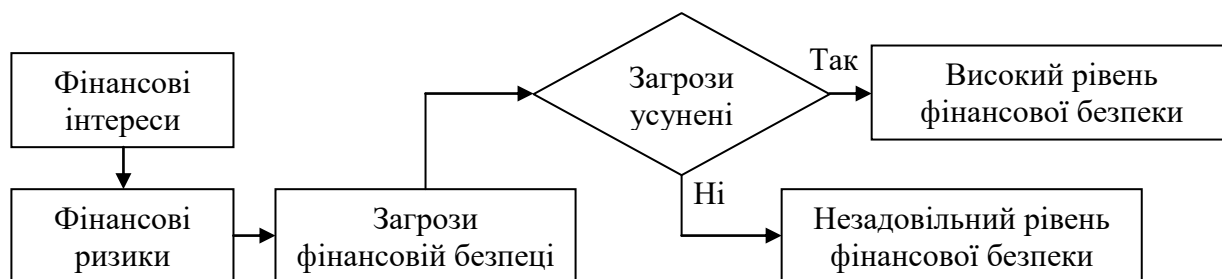 Фінансові
інтереси
Фінансові
ризики
Загрози
фінансовій безпеці
Загрози
усунені
Так
Високий рівень
фінансової безпеки
Ні
Незадовільний рівень
фінансової безпеки